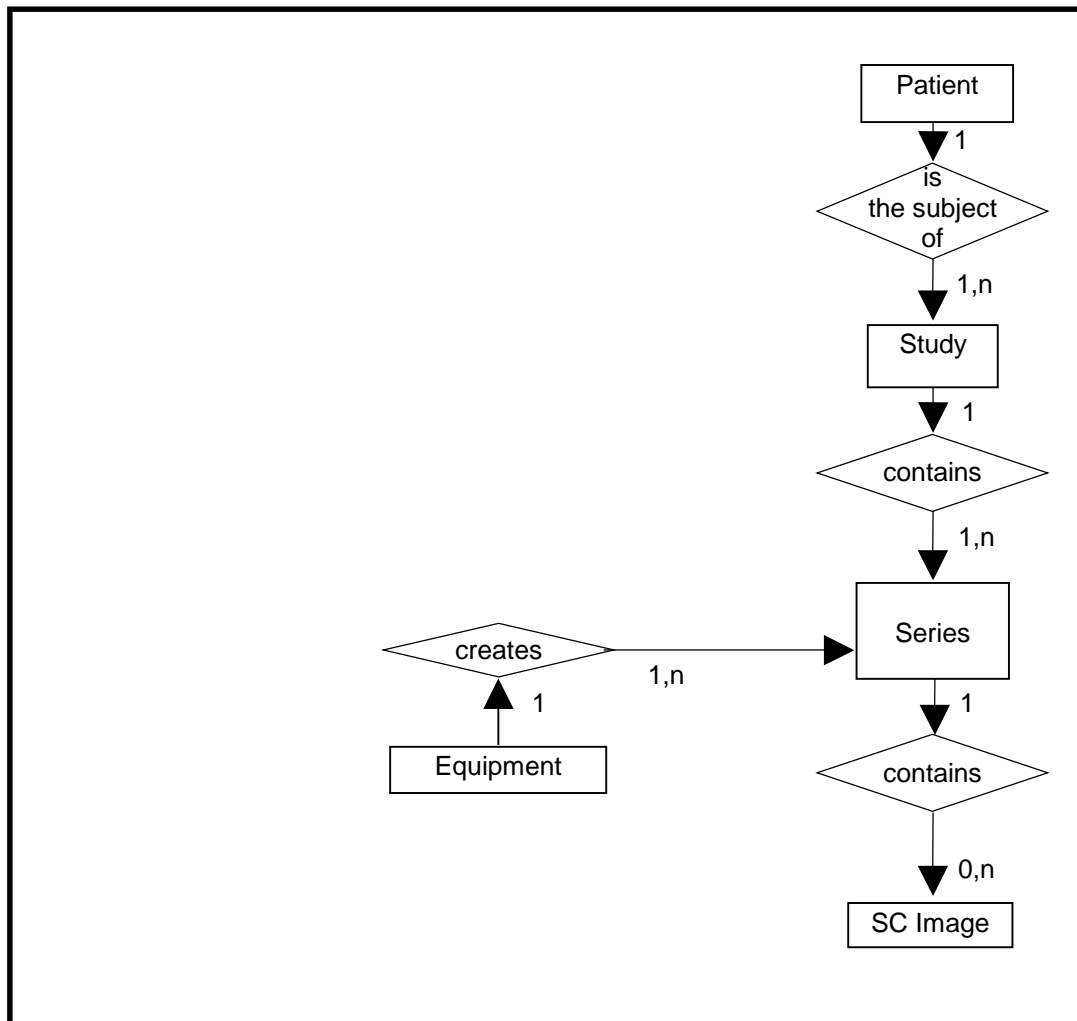 Patient
1
is
the subject
of
1,n
Study
1
contains
1,n
Series
creates
1,n
1
1
Equipment
contains
0,n
SC Image